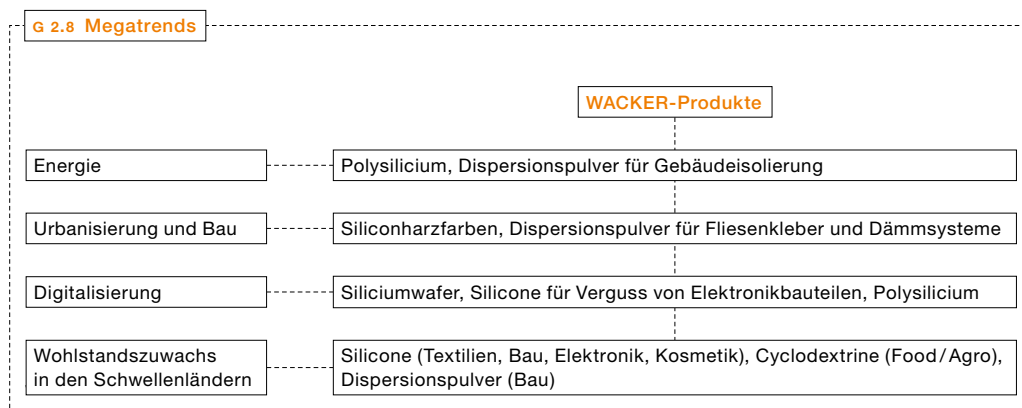 G 2.8 Megatrends
WACKER-Produkte
Energie
Polysilicium, Dispersionspulver für Gebäudeisolierung
Urbanisierung und Bau
Siliconharzfarben, Dispersionspulver für Fliesenkleber und Dämmsysteme
Digitalisierung
Siliciumwafer, Silicone für Verguss von Elektronikbauteilen, Polysilicium
Wohlstandszuwachs
in den Schwellenländern
Silicone (Textilien, Bau, Elektronik, Kosmetik), Cyclodextrine (Food / Agro),
Dispersionspulver (Bau)